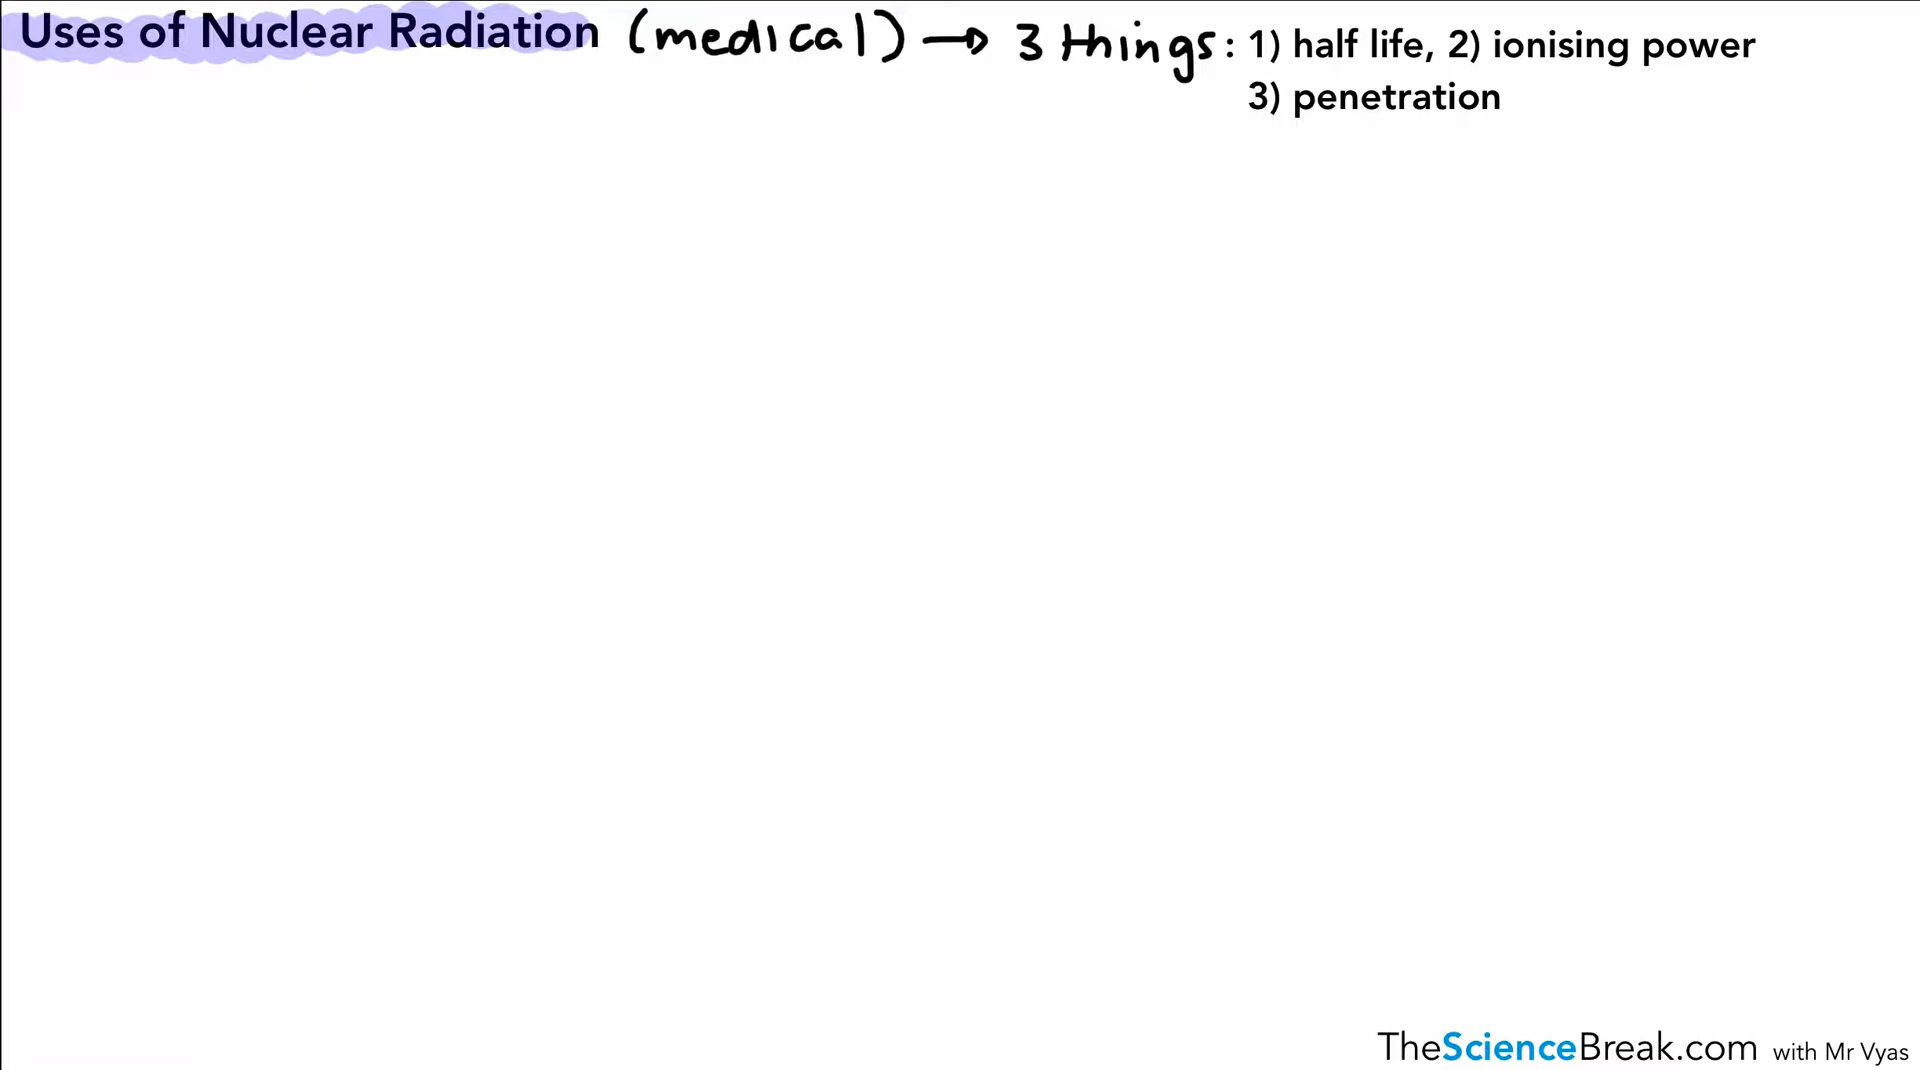 Uses of Nuclear Radiation (medical) → 3 things: 1) half life, 2) ionising power
3) penetration
TheScienceBreak.com with Mr Vyas